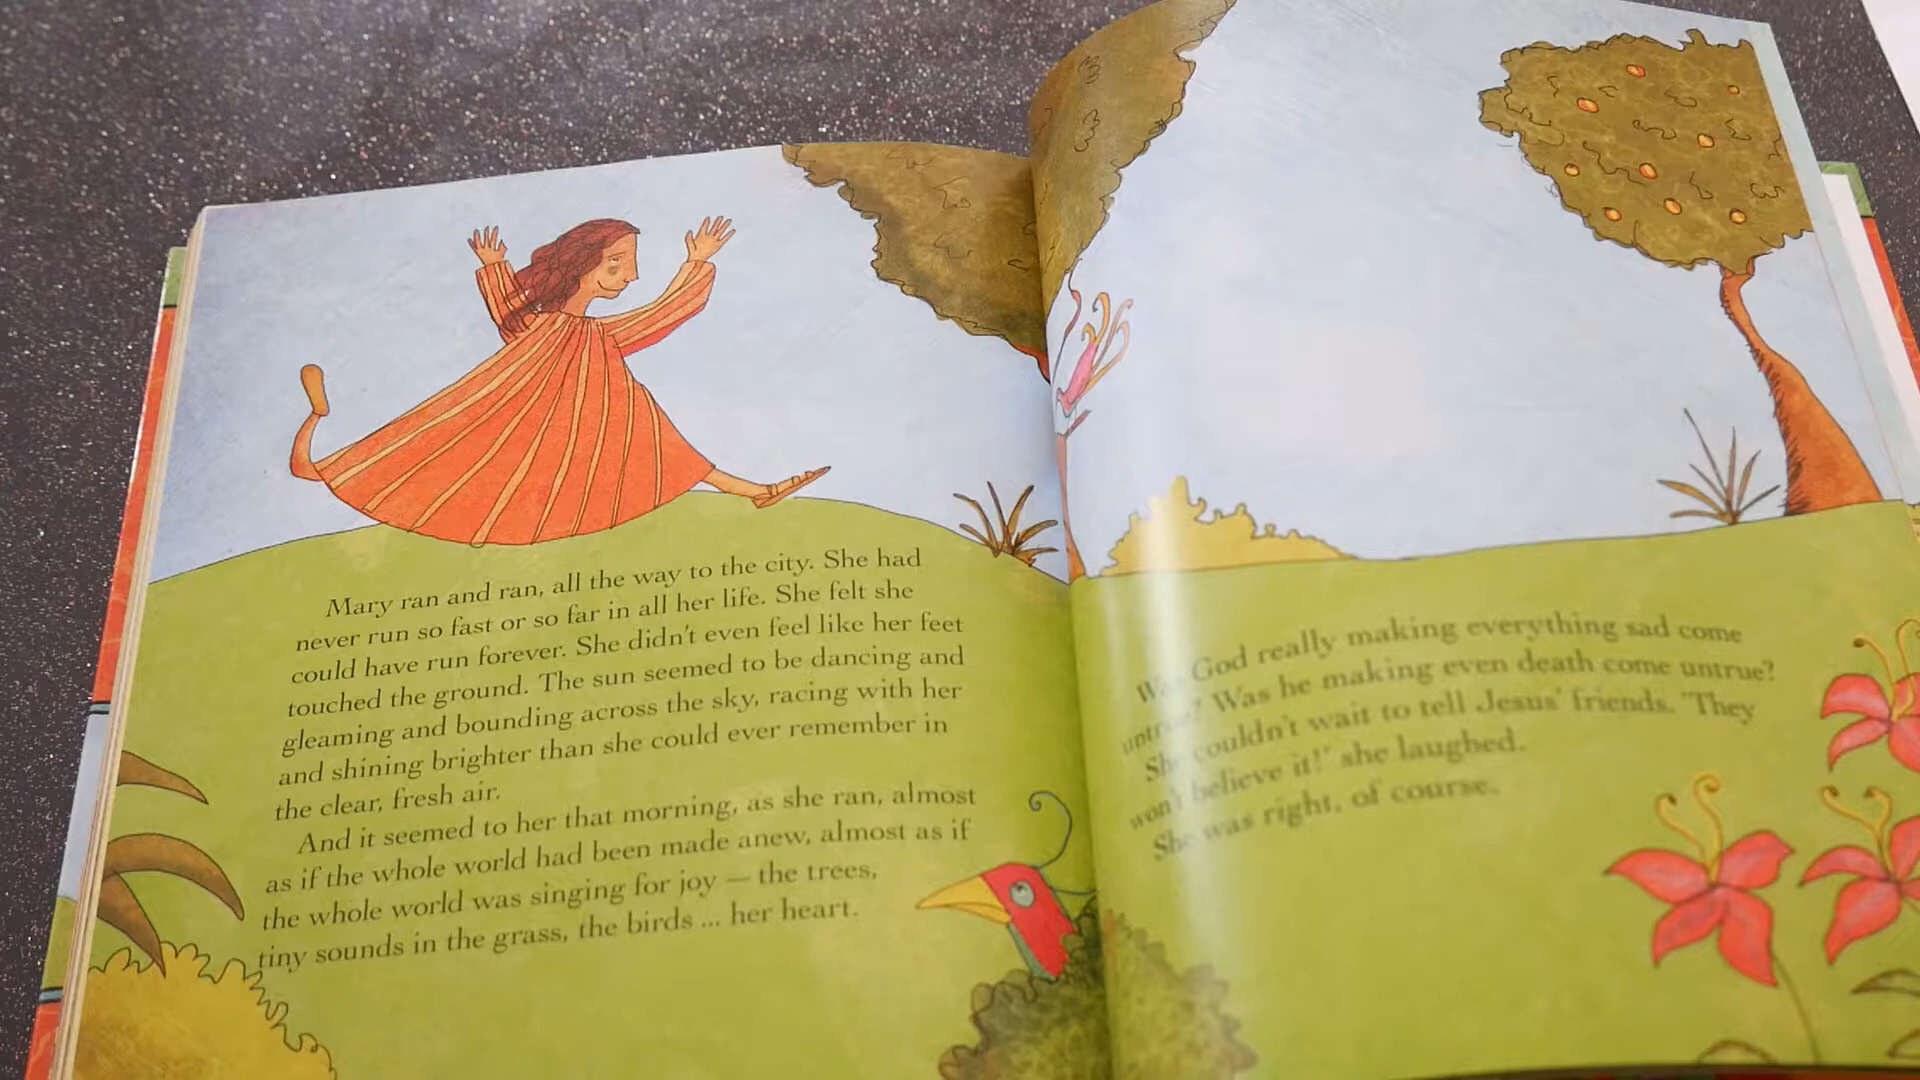 Mary ran and ran, all the way to the city. She had
never run so fast or so far in all her life. She felt she
could have run forever. She didn't even feel like her feet
touched the ground. The sun seemed to be dancing and
gleaming and bounding across the sky, racing with her
and shining brighter than she could ever remember in
the clear, fresh air.
And it seemed to her that morning, as she ran, almost
as if the whole world had been made anew, almost as if
the whole world was singing for joy — the trees,
tiny sounds in the grass, the birds ... her heart.
Was God really making everything sad come
untrue? Was he making even death come untrue?
She couldn't wait to tell Jesus' friends. "They
won't believe it!" she laughed.
She was right, of course.